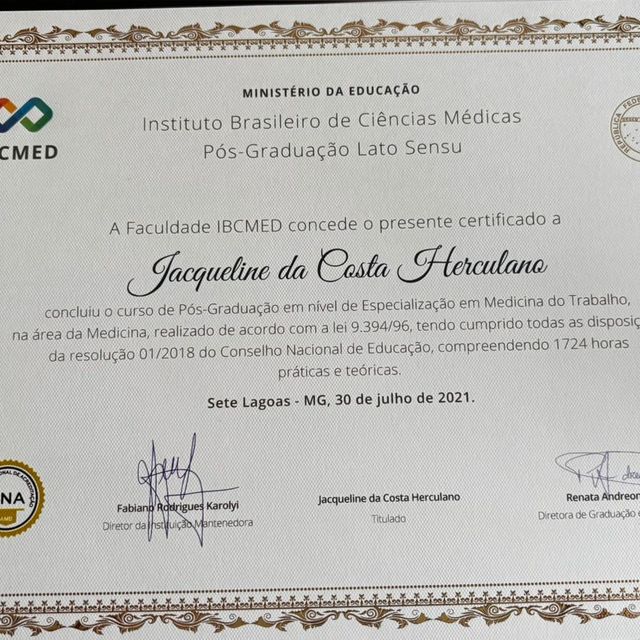 MINISTÉRIO DA EDUCAÇÃO
Instituto Brasileiro de Ciências Médicas
Pós-Graduação Lato Sensu
CMED
A Faculdade IBCMED concede o presente certificado a
Jacqueline da Costa Herculano
concluiu o curso de Pós-Graduação em nível de Especialização em Medicina do Trabalho,
na área da Medicina, realizado de acordo com a lei 9.394/96, tendo cumprido todas as disposiç
da resolução 01/2018 do Conselho Nacional de Educação, compreendendo 1724 horas
práticas e teóricas.
Sete Lagoas - MG, 30 de julho de 2021.
NA
Fabiano Rodrigues Karolyi
Diretor da Instituição Mantenedora
Jacqueline da Costa Herculano
Titulado
Renata Andreon
Diretora de Graduação e